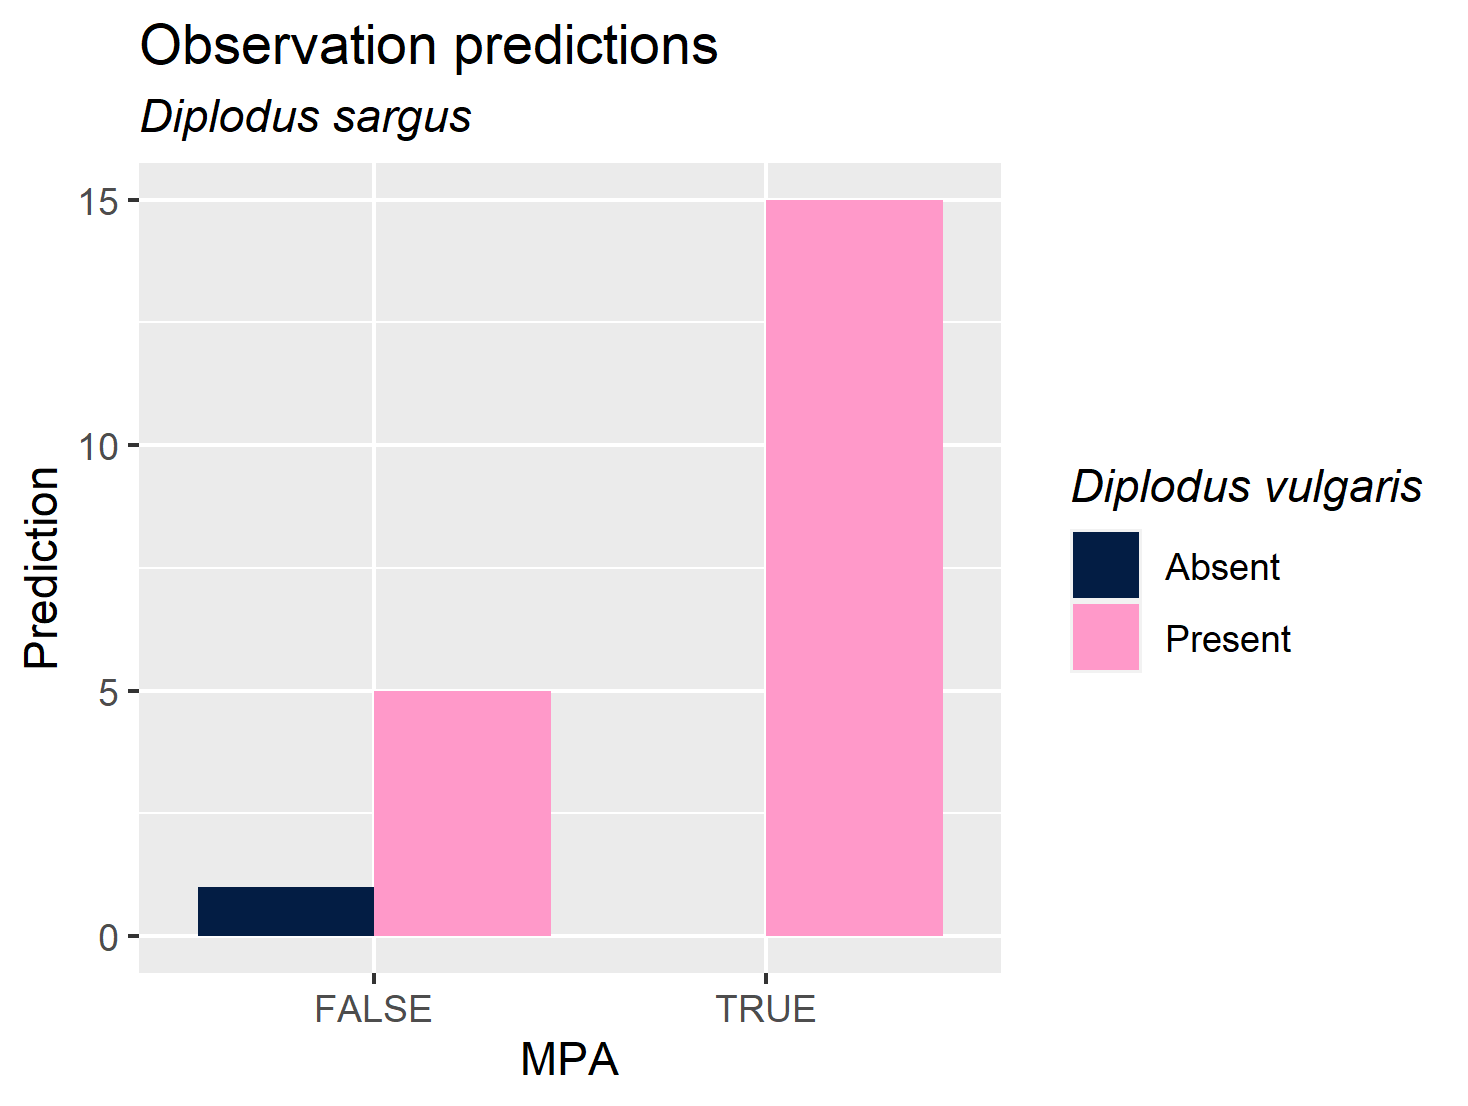 Observation predictions
Diplodus sargus
15
10
5
0
Prediction
FALSE
TRUE
MPA
Diplodus vulgaris
Absent
Present